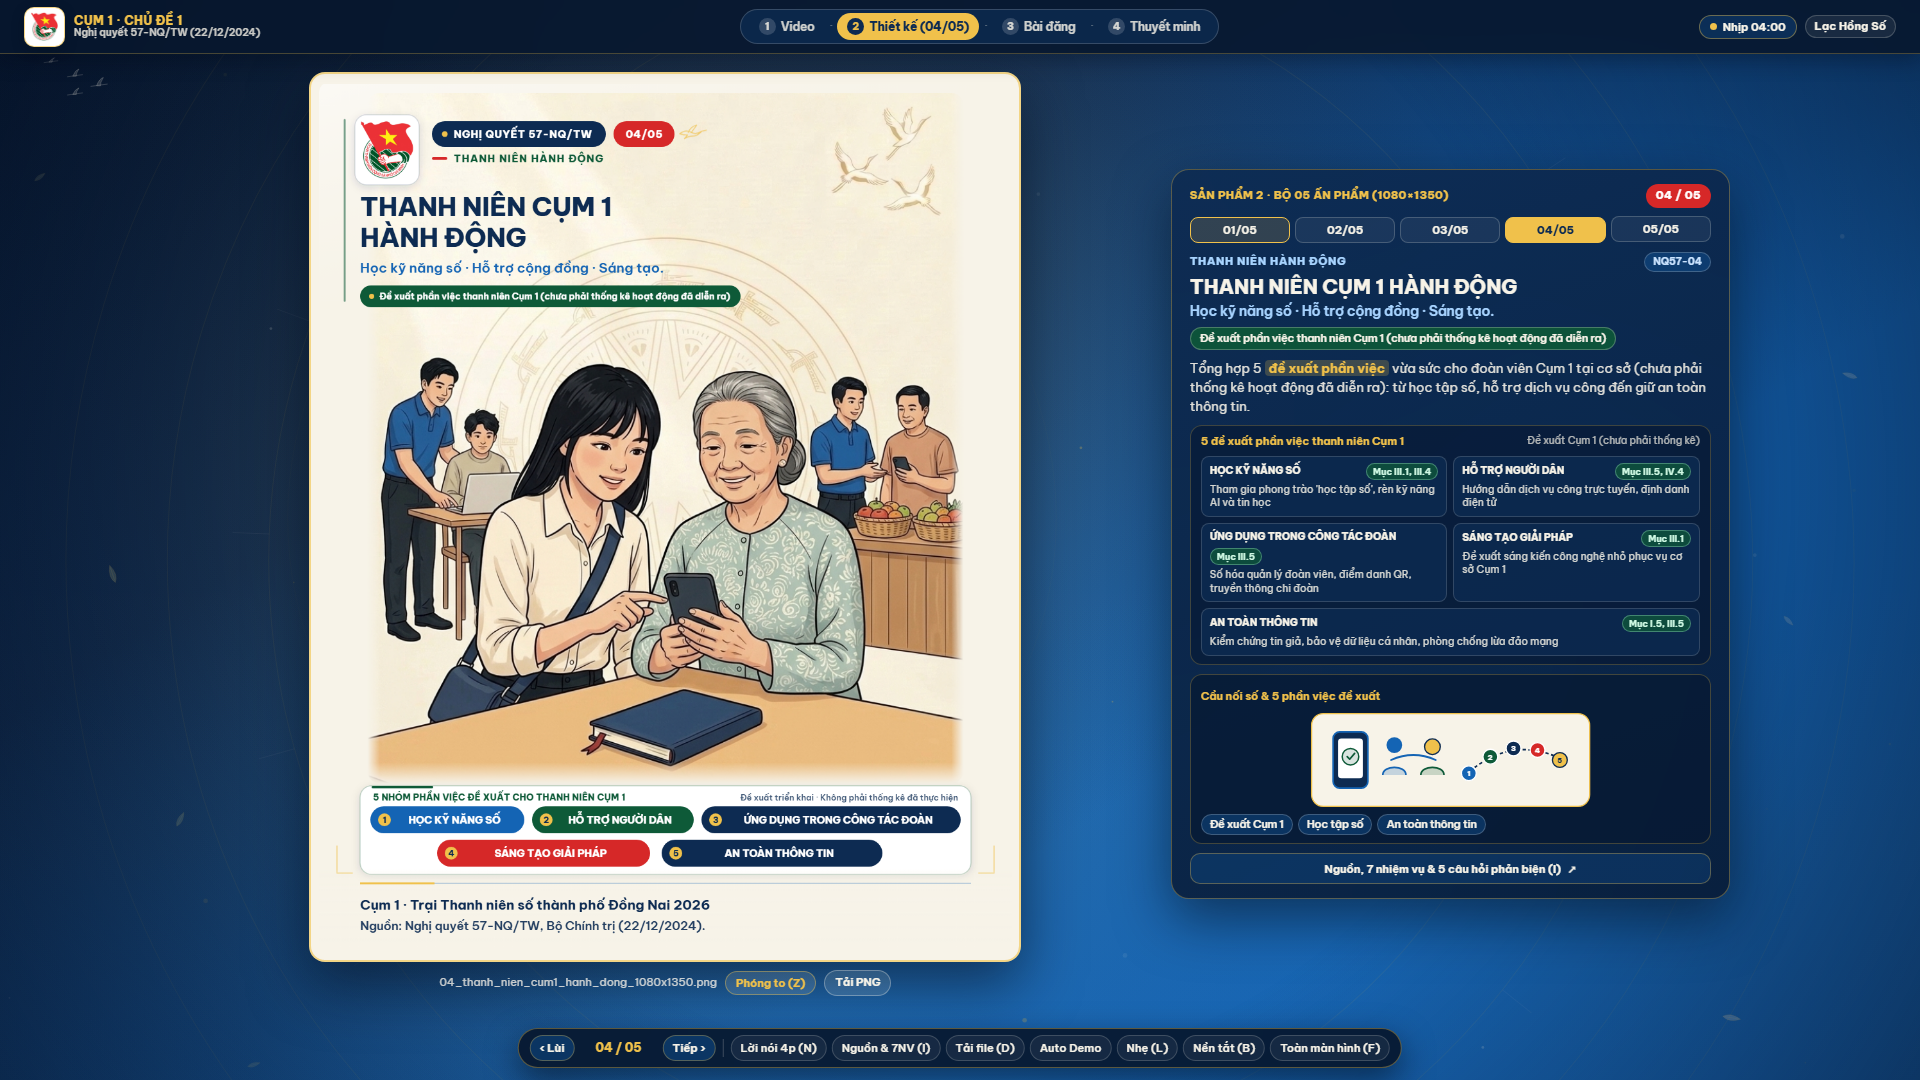 CỤM 1 · CHỦ ĐỀ 1
Nghị quyết 57-NQ/TW (22/12/2024)
1 Video
2 Thiết kế (04/05)
3 Bài đăng
4 Thuyết minh
Nhịp 04:00
Lạc Hồng Số
NGHỊ QUYẾT 57-NQ/TW
04/05
THANH NIÊN HÀNH ĐỘNG
THANH NIÊN CỤM 1
HÀNH ĐỘNG
Học kỹ năng số · Hỗ trợ cộng đồng · Sáng tạo.
Đề xuất phần việc thanh niên Cụm 1 (chưa phải thống kê hoạt động đã diễn ra)
5 NHÓM PHẦN VIỆC ĐỀ XUẤT CHO THANH NIÊN CỤM 1
Đề xuất triển khai · Không phải thống kê đã thực hiện
1 HỌC KỸ NĂNG SỐ
2 HỖ TRỢ NGƯỜI DÂN
3 ỨNG DỤNG TRONG CÔNG TÁC ĐOÀN
4 SÁNG TẠO GIẢI PHÁP
5 AN TOÀN THÔNG TIN
Cụm 1 · Trại Thanh niên số thành phố Đồng Nai 2026
Nguồn: Nghị quyết 57-NQ/TW, Bộ Chính trị (22/12/2024).
04_thanh_nien_cum1_hanh_dong_1080x1350.png
Phóng to (Z)
Tải PNG
SẢN PHẨM 2 · BỘ 05 ẤN PHẨM (1080×1350)
04 / 05
01/05
02/05
03/05
04/05
05/05
THANH NIÊN HÀNH ĐỘNG
NQ57-04
THANH NIÊN CỤM 1 HÀNH ĐỘNG
Học kỹ năng số · Hỗ trợ cộng đồng · Sáng tạo.
Đề xuất phần việc thanh niên Cụm 1 (chưa phải thống kê hoạt động đã diễn ra)
Tổng hợp 5 đề xuất phần việc vừa sức cho đoàn viên Cụm 1 tại cơ sở (chưa phải
thống kê hoạt động đã diễn ra): từ học tập số, hỗ trợ dịch vụ công đến giữ an toàn
thông tin.
5 đề xuất phần việc thanh niên Cụm 1
Đề xuất Cụm 1 (chưa phải thống kê)
HỌC KỸ NĂNG SỐ
Mục III.1, III.4
Tham gia phong trào 'học tập số', rèn kỹ năng
AI và tin học
HỖ TRỢ NGƯỜI DÂN
Mục III.5, IV.4
Hướng dẫn dịch vụ công trực tuyến, định danh
điện tử
ỨNG DỤNG TRONG CÔNG TÁC ĐOÀN
Mục III.5
Số hóa quản lý đoàn viên, điểm danh QR,
truyền thông chi đoàn
SÁNG TẠO GIẢI PHÁP
Mục III.1
Đề xuất sáng kiến công nghệ nhỏ phục vụ cơ
sở Cụm 1
AN TOÀN THÔNG TIN
Mục I.5, III.5
Kiểm chứng tin giả, bảo vệ dữ liệu cá nhân, phòng chống lừa đảo mạng
Cầu nối số & 5 phần việc đề xuất
1
2
3
4
5
Đề xuất Cụm 1
Học tập số
An toàn thông tin
Nguồn, 7 nhiệm vụ & 5 câu hỏi phản biện (I) ↗
‹ Lùi
04 / 05
Tiếp ›
Lời nói 4p (N)
Nguồn & 7NV (I)
Tải file (D)
Auto Demo
Nhẹ (L)
Nền tắt (B)
Toàn màn hình (F)